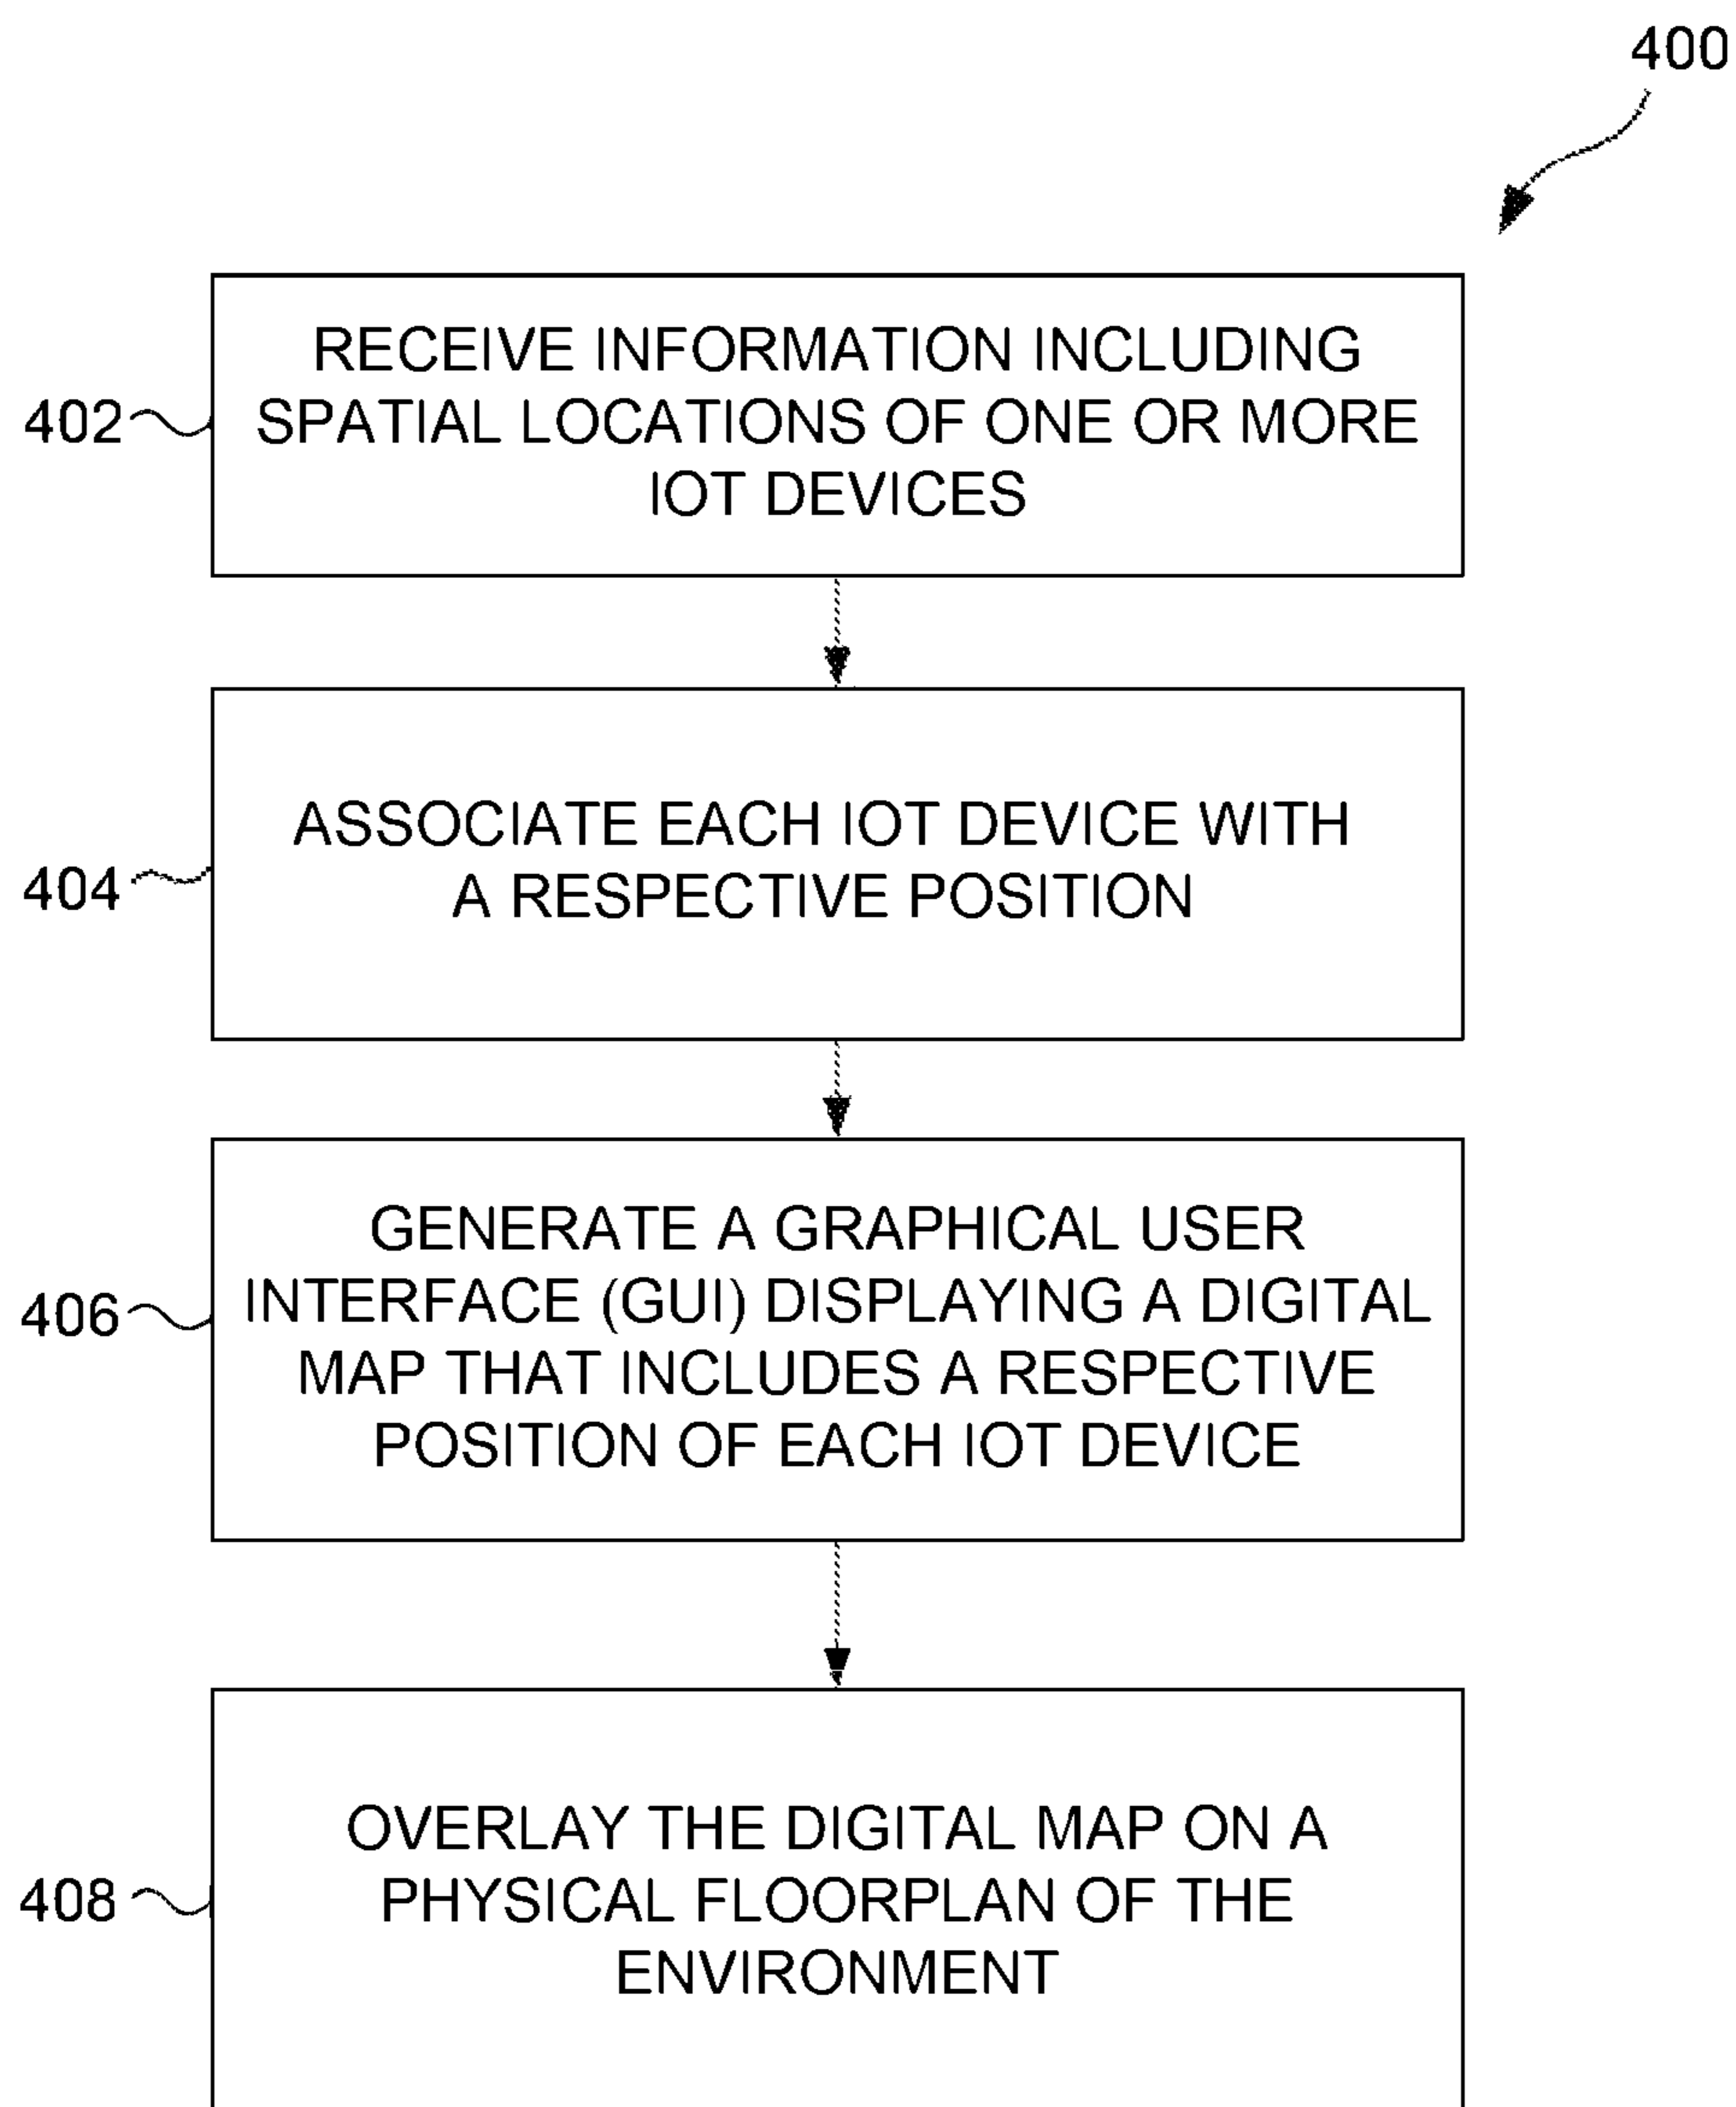 400
RECEIVE INFORMATION INCLUDING
402
SPATIAL LOCATIONS OF ONE OR MORE
IOT DEVICES
ASSOCIATE EACH IOT DEVICE WITH
404
A RESPECTIVE POSITION
GENERATE A GRAPHICAL USER
406
INTERFACE (GUI) DISPLAYING A DIGITAL
MAP THAT INCLUDES A RESPECTIVE
POSITION OF EACH IOT DEVICE
OVERLAY THE DIGITAL MAP ON A
408
PHYSICAL FLOORPLAN OF THE
ENVIRONMENT